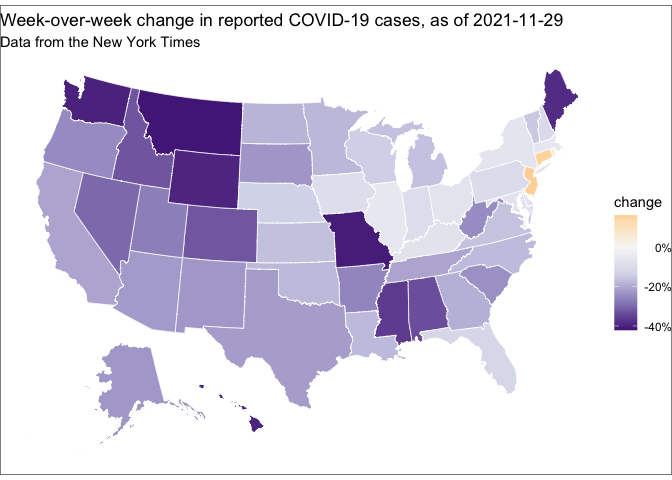 Week-over-week change in reported COVID-19 cases, as of 2021-11-29
Data from the New York Times
change
0%
-20%
-40%